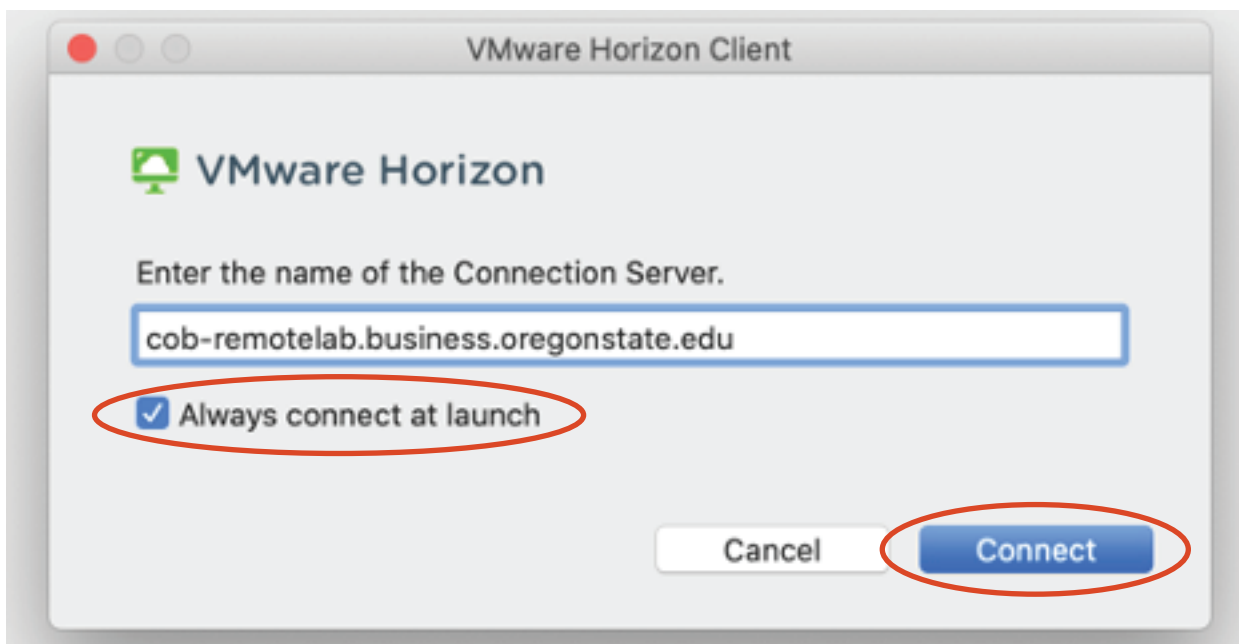 VMware Horizon Client
VMware Horizon
Enter the name of the Connection Server.
cob-remotelab.business.oregonstate.edu
Always connect at launch
Cancel
Connect